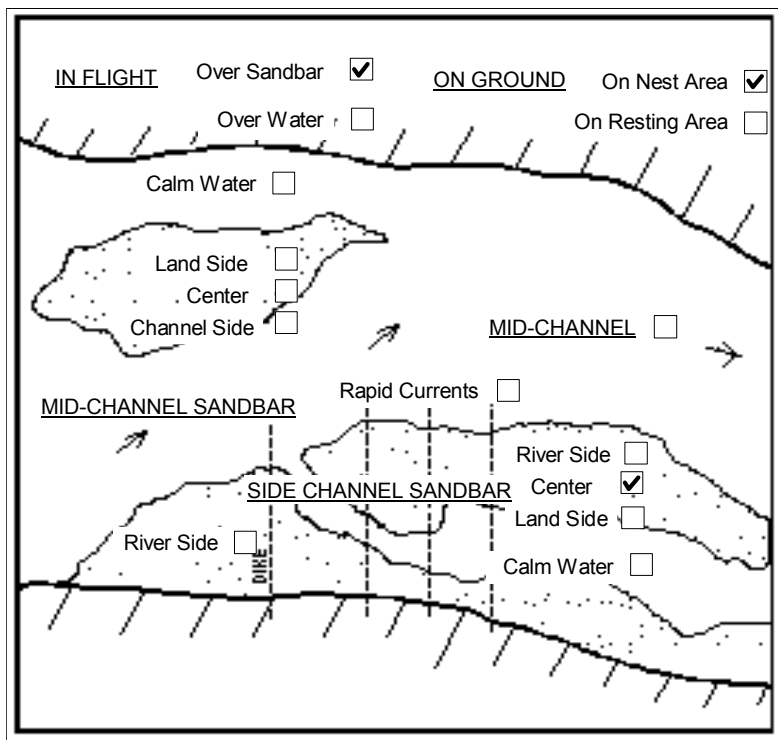 IN FLIGHT
Over Sandbar
ON GROUND
On Nest Area
Over Water
On Resting Area
Calm Water
Land Side
Center
Channel Side
MID-CHANNEL
Rapid Currents
MID-CHANNEL SANDBAR
River Side
SIDE CHANNEL SANDBAR
Center
Land Side
River Side
DIKE
Calm Water